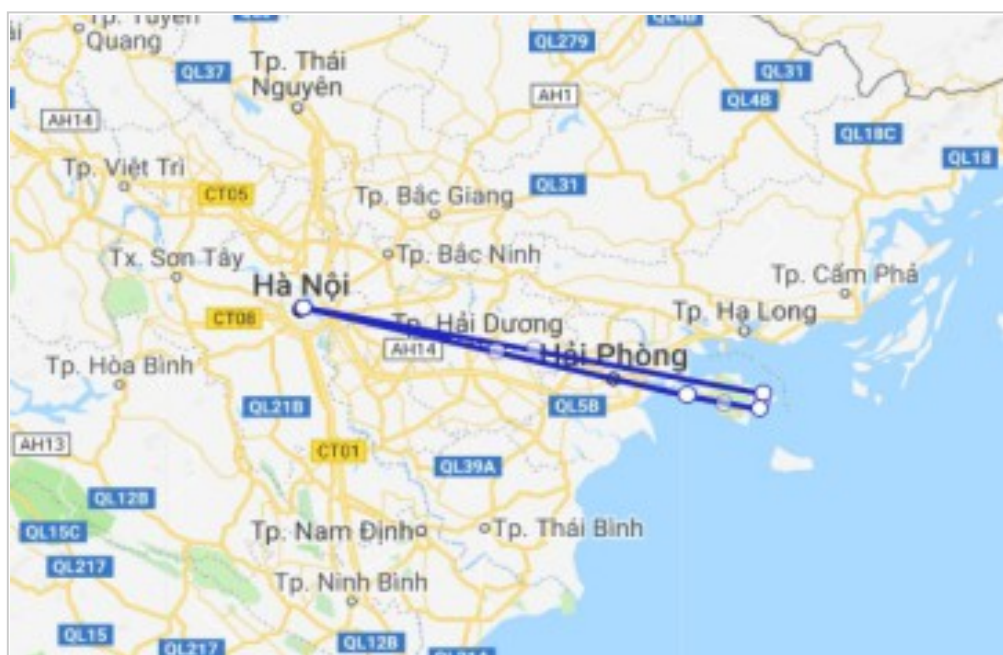 Tp. Tuyên
Quang
QL37
QL279
QL4B
QL31
Tp. Thái
Nguyên
AH1
QL4B
AH14
QL18C
Tp. Việt Trì
QL18
CT05
QL31
Tp. Bắc Giang
Tx. Sơn Tây
Tp. Bắc Ninh
Hà Nội
Tp. Cẩm Phả
CT08
Tp. Hải Dương
Tp. Hạ Long
AH14
Hải Phòng
Tp. Hòa Bình
QL21B
QL5B
AH13
CT01
QL39A
QL12B
QL15C
Tp. Nam Định
Tp. Thái Bình
QL217
Tp. Ninh Bình
QL15
QL217
QL12B